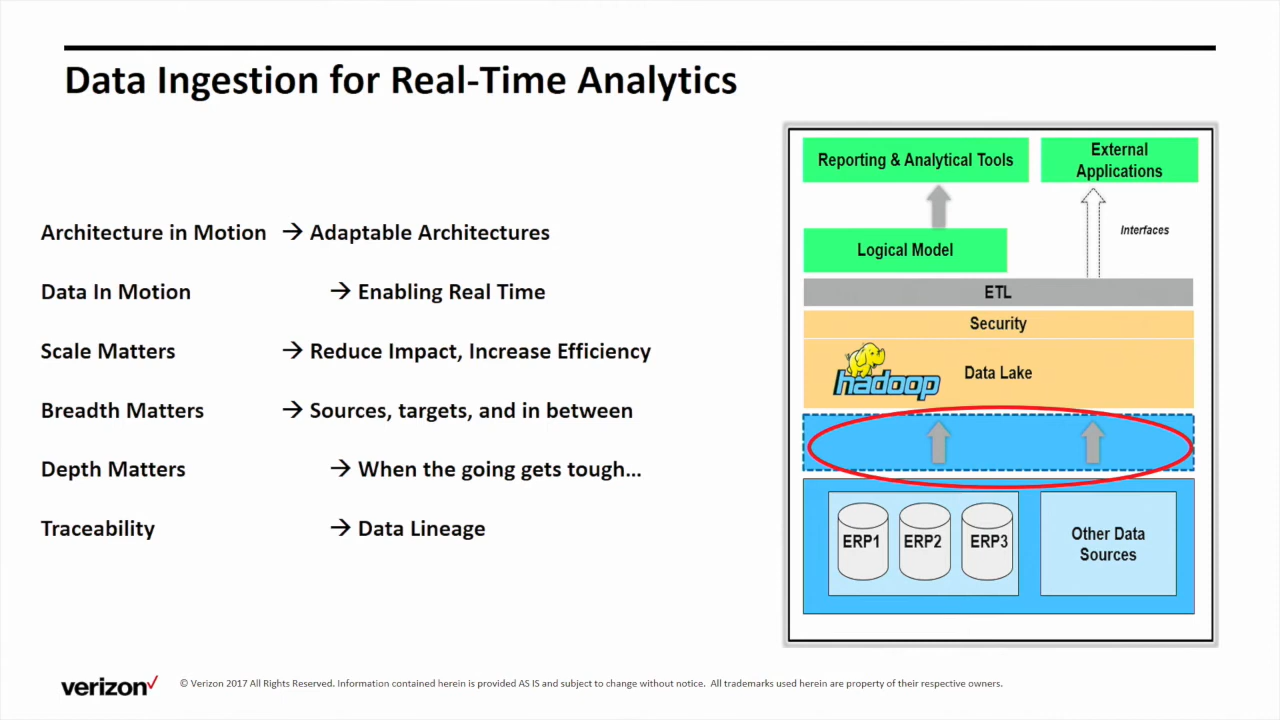 Data Ingestion for Real-Time Analytics
Architecture in Motion → Adaptable Architectures
Data In Motion → Enabling Real Time
Scale Matters → Reduce Impact, Increase Efficiency
Breadth Matters → Sources, targets, and in between
Depth Matters → When the going gets tough...
Traceability → Data Lineage
Reporting & Analytical Tools
External
Applications
Interfaces
Logical Model
ETL
Security
hadoop
Data Lake
ERP1
ERP2
ERP3
Other Data
Sources
verizon✓
© Verizon 2017 All Rights Reserved. Information contained herein is provided AS IS and subject to change without notice. All trademarks used herein are property of their respective owners.